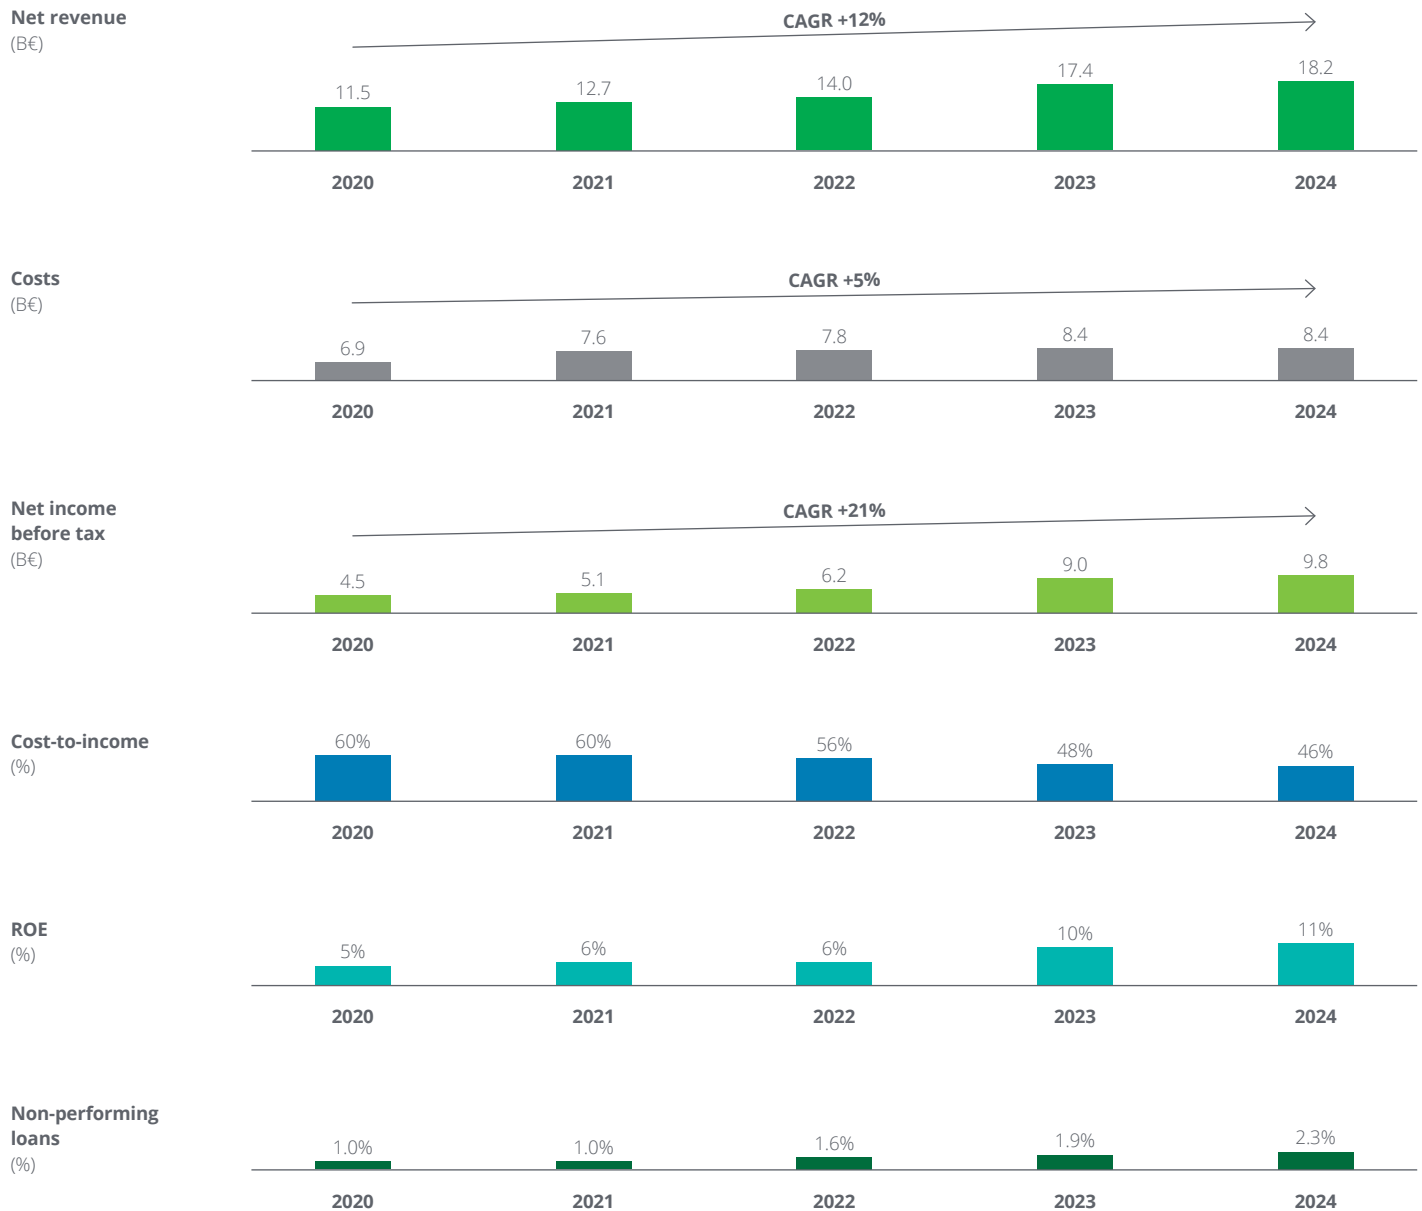 Net revenue
(B€)
CAGR +12%
11.5 12.7 14.0 17.4 18.2
2020 2021 2022 2023 2024
Costs
(B€)
CAGR +5%
6.9 7.6 7.8 8.4 8.4
2020 2021 2022 2023 2024
Net income
before tax
(B€)
CAGR +21%
4.5 5.1 6.2 9.0 9.8
2020 2021 2022 2023 2024
Cost-to-income
(%)
60% 60% 56% 48% 46%
2020 2021 2022 2023 2024
ROE
(%)
5% 6% 6% 10% 11%
2020 2021 2022 2023 2024
Non-performing
loans
(%)
1.0% 1.0% 1.6% 1.9% 2.3%
2020 2021 2022 2023 2024